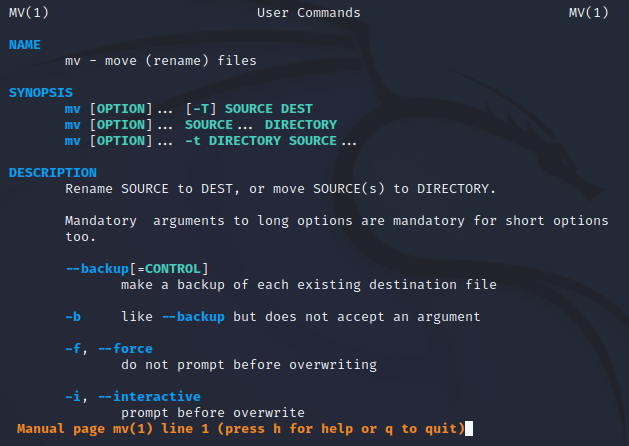 MV(1) User Commands MV(1)
NAME
mv - move (rename) files
SYNOPSIS
mv [OPTION]... [-T] SOURCE DEST
mv [OPTION]... SOURCE... DIRECTORY
mv [OPTION]... -t DIRECTORY SOURCE...
DESCRIPTION
Rename SOURCE to DEST, or move SOURCE(s) to DIRECTORY.
Mandatory arguments to long options are mandatory for short options
too.
--backup[=CONTROL]
make a backup of each existing destination file
-b like --backup but does not accept an argument
-f, --force
do not prompt before overwriting
-i, --interactive
prompt before overwrite
Manual page mv(1) line 1 (press h for help or q to quit)